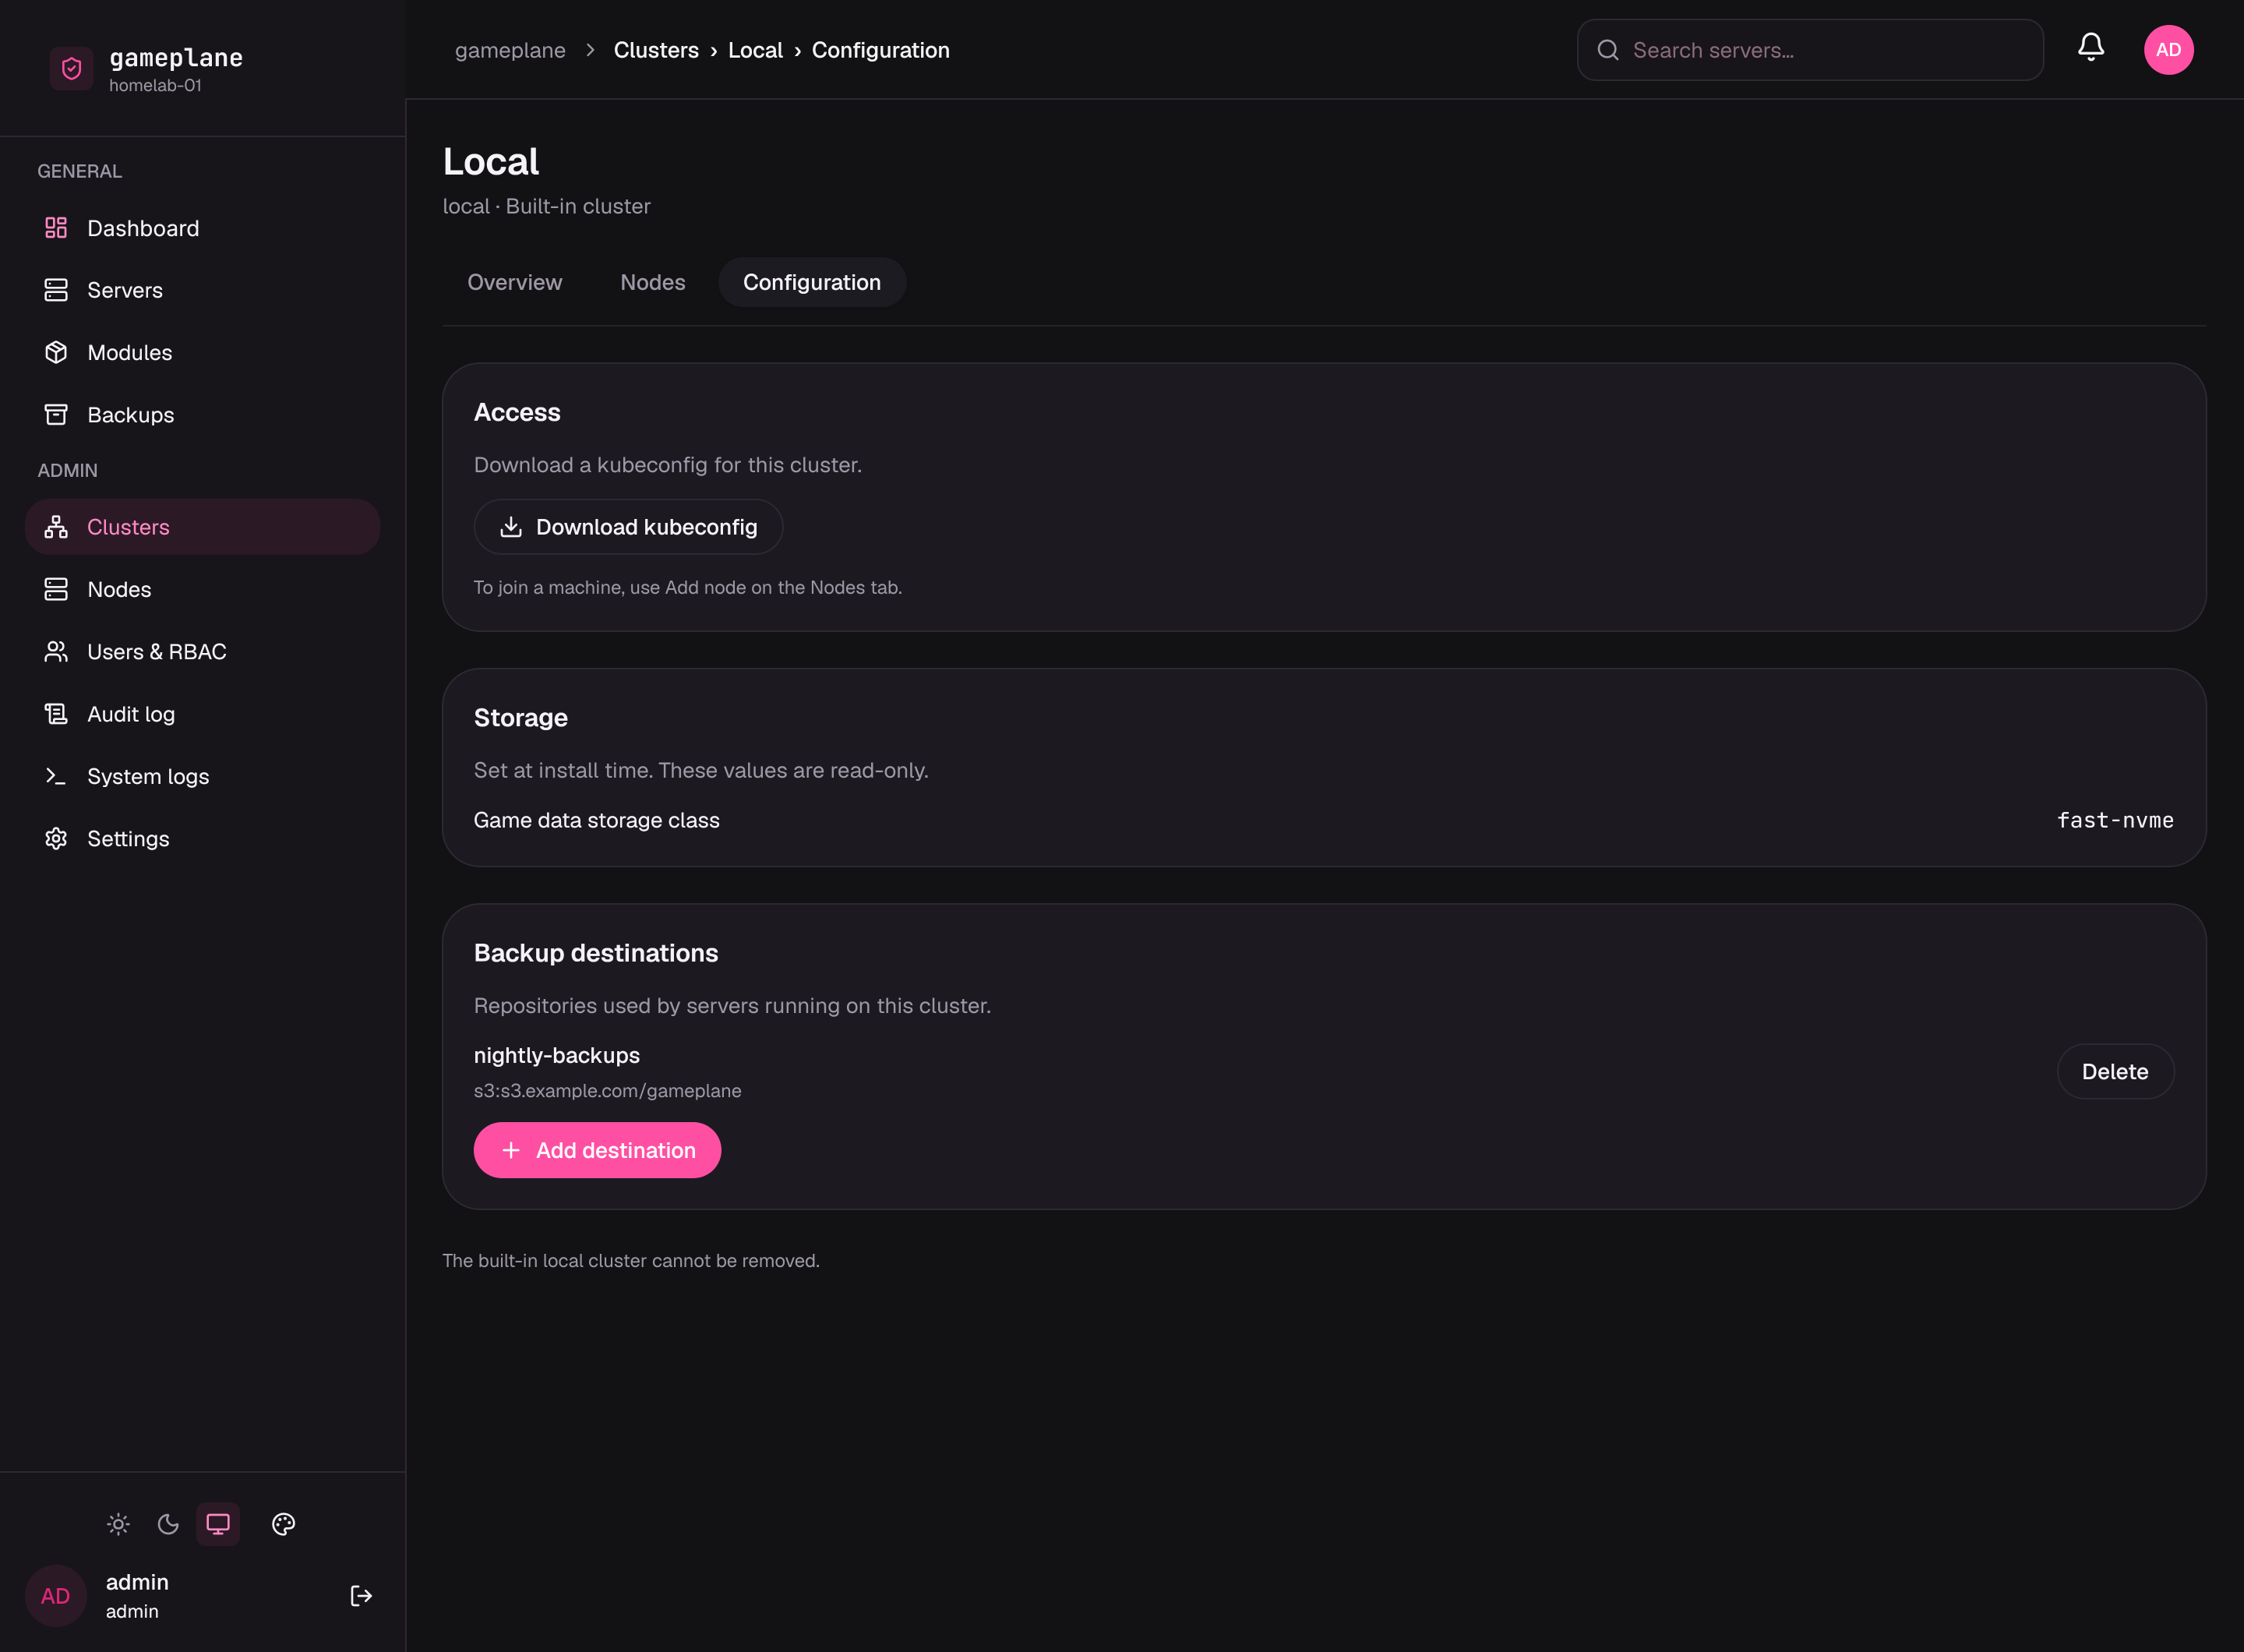 gameplane
homelab-01
gameplane > Clusters › Local › Configuration
Search servers...
AD
GENERAL
Dashboard
Servers
Modules
Backups
ADMIN
Clusters
Nodes
Users & RBAC
Audit log
System logs
Settings
Local
local · Built-in cluster
Overview
Nodes
Configuration
Access
Download a kubeconfig for this cluster.
Download kubeconfig
To join a machine, use Add node on the Nodes tab.
Storage
Set at install time. These values are read-only.
Game data storage class
fast-nvme
Backup destinations
Repositories used by servers running on this cluster.
nightly-backups
s3:s3.example.com/gameplane
Delete
+ Add destination
The built-in local cluster cannot be removed.
AD
admin
admin